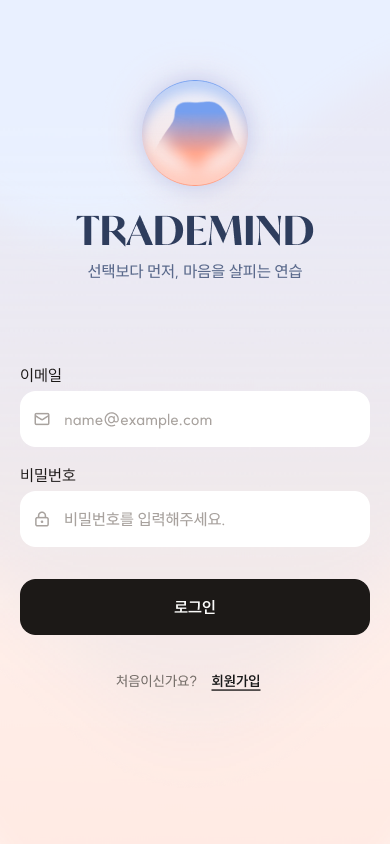 TRADEMIND
선택보다 먼저, 마음을 살피는 연습
이메일
name@example.com
비밀번호
비밀번호를 입력해주세요.
로그인
처음이신가요? 회원가입